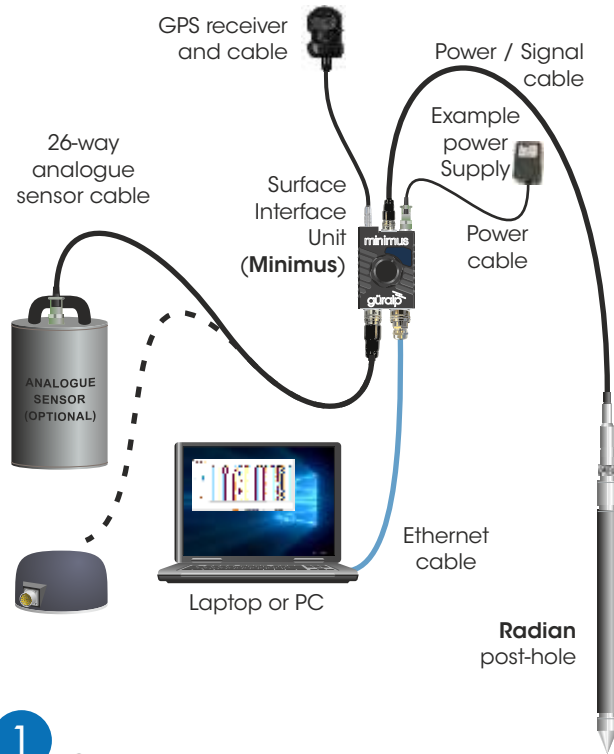 GPS receiver
and cable
Power / Signal
cable
Example
power
Supply
26-way
analogue
sensor cable
Surface
Interface
Unit
(Minimus)
Power
cable
minimus
güralp
ANALOGUE
SENSOR
(OPTIONAL)
Ethernet
cable
Laptop or PC
Radian
post-hole
1